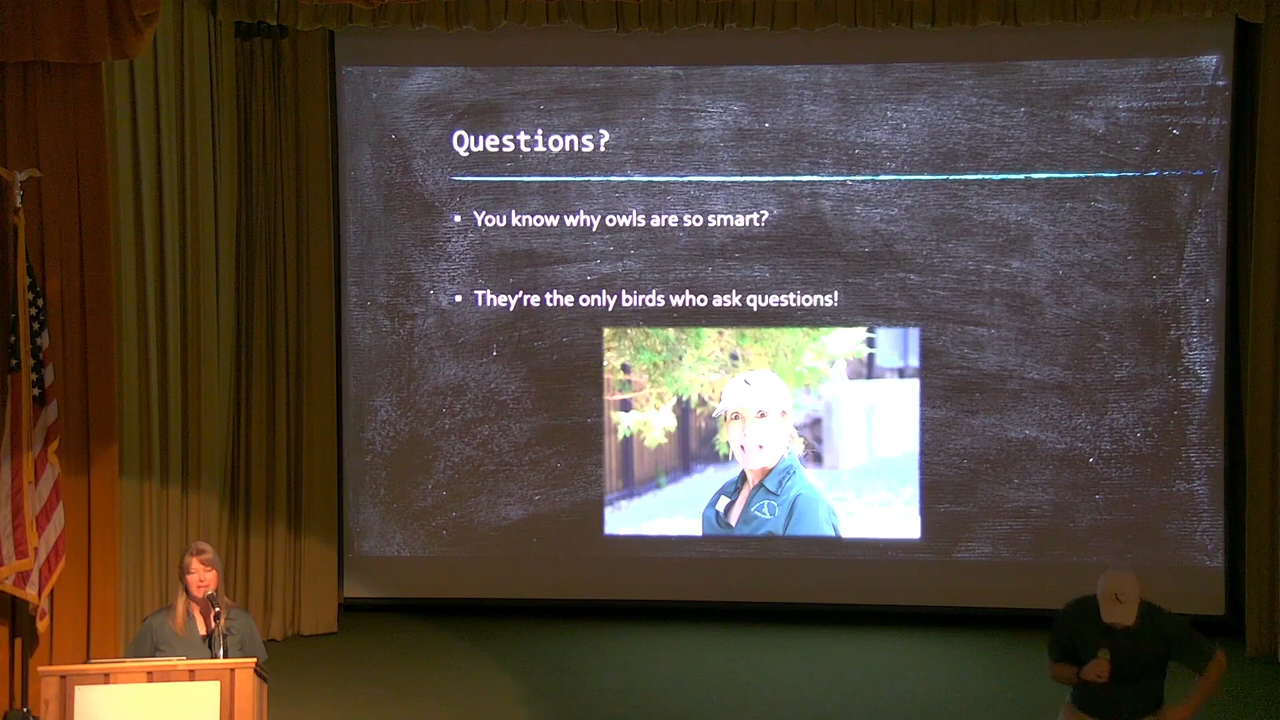 Questions?
▪ You know why owls are so smart?
▪ They're the only birds who ask questions!